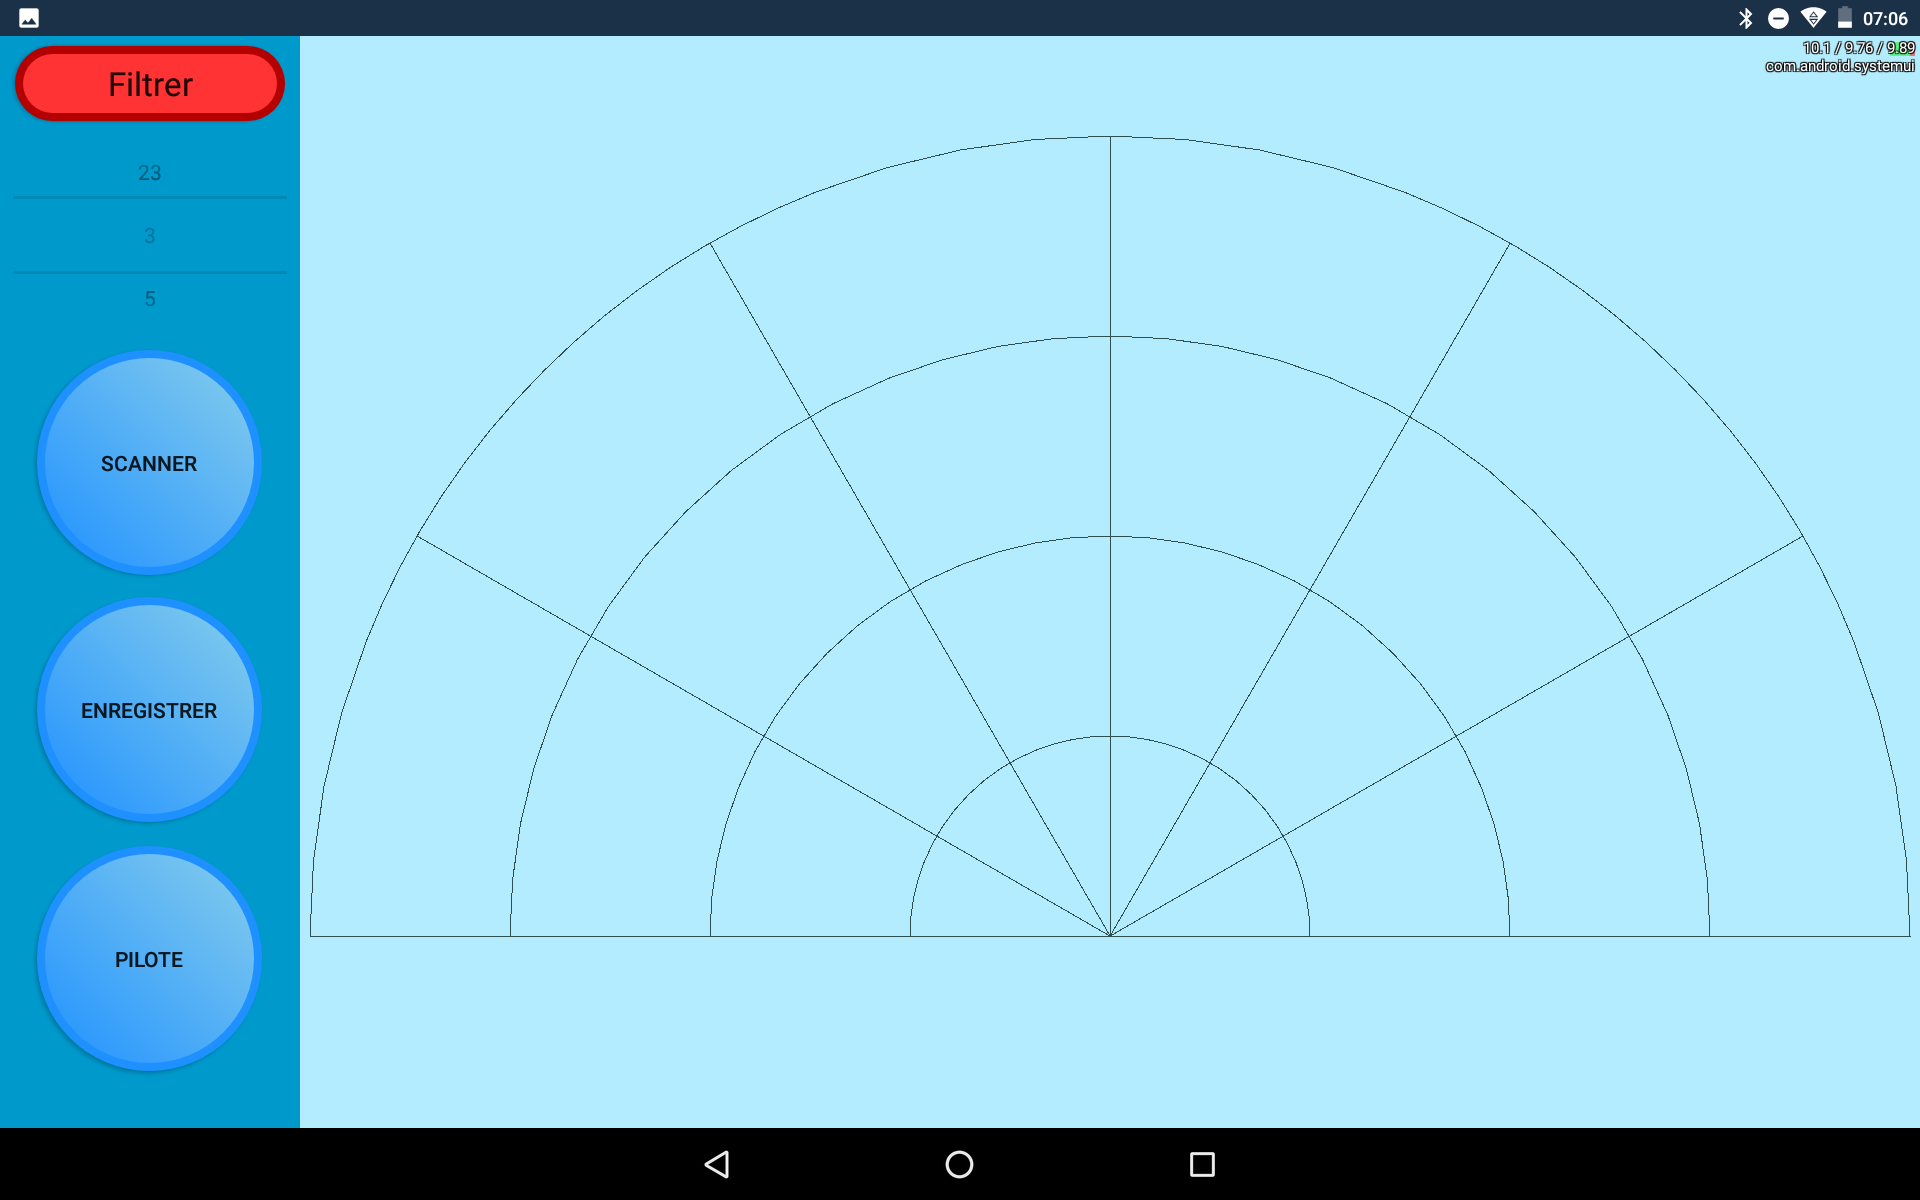 07:06
10.1 / 9.76 / 9.89
com.android.systemui
Filtrer
23
3
5
SCANNER
ENREGISTRER
PILOTE